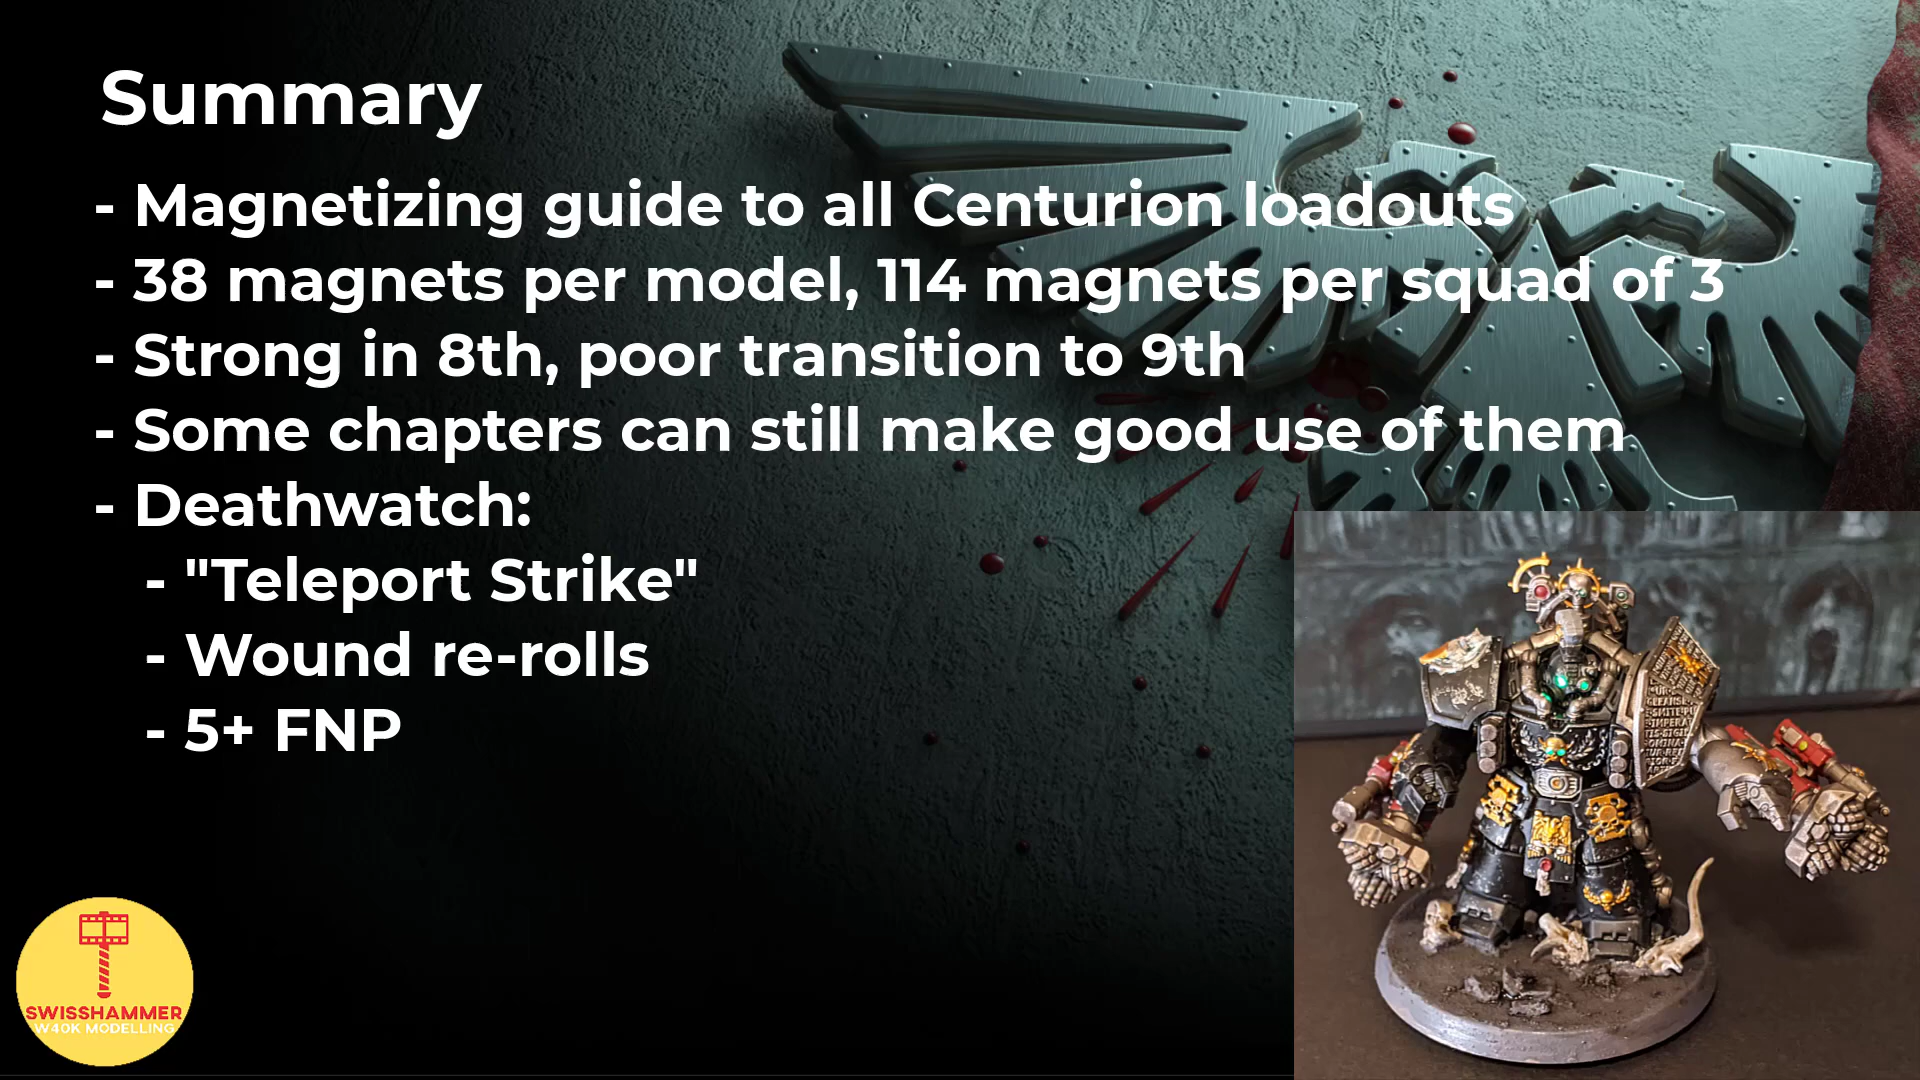 Summary
- Magnetizing guide to all Centurion loadouts
- 38 magnets per model, 114 magnets per squad of 3
- Strong in 8th, poor transition to 9th
- Some chapters can still make good use of them
- Deathwatch:
- "Teleport Strike"
- Wound re-rolls
- 5+ FNP
SWISSHAMMER
W40K MODELLING